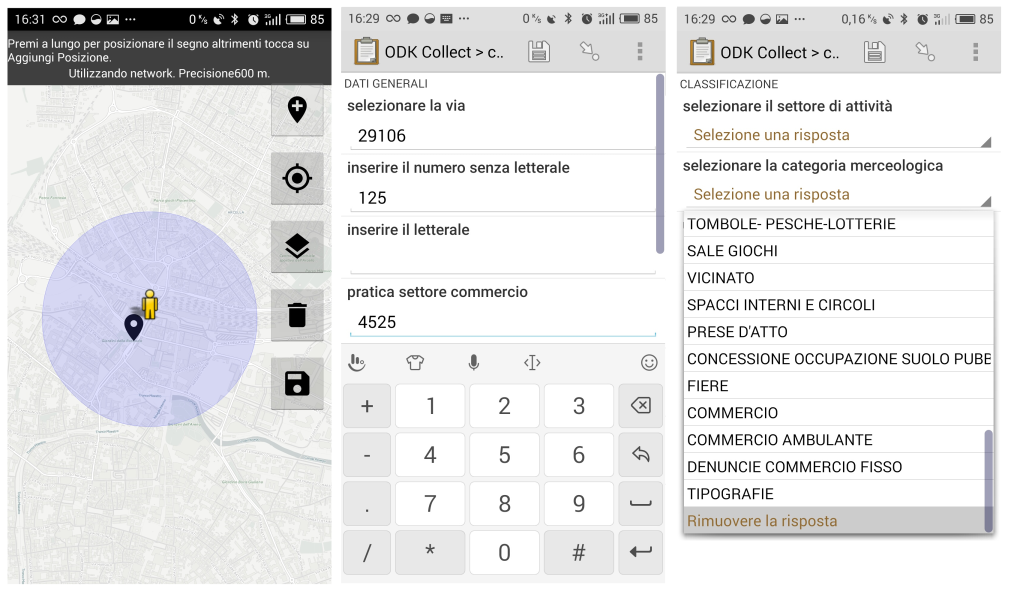 16:31 ∞ ... 0 K/s 3G 85
Premi a lungo per posizionare il segno altrimenti tocca su
Aggiungi Posizione.
Utilizzando network. Precisione600 m.
16:29 ∞ ... 0 K/s 3G 85
ODK Collect > c..
DATI GENERALI
selezionare la via
29106
inserire il numero senza letterale
125
inserire il letterale
pratica settore commercio
4525
+ 1 2 3
- 4 5 6
. 7 8 9
/ * 0 #
16:29 ∞ ... 0,16 K/s 3G 85
ODK Collect > c..
CLASSIFICAZIONE
selezionare il settore di attività
Selezione una risposta
selezionare la categoria merceologica
Selezione una risposta
TOMBOLE- PESCHE-LOTTERIE
SALE GIOCHI
VICINATO
SPACCI INTERNI E CIRCOLI
PRESE D'ATTO
CONCESSIONE OCCUPAZIONE SUOLO PUBB
FIERE
COMMERCIO
COMMERCIO AMBULANTE
DENUNCIE COMMERCIO FISSO
TIPOGRAFIE
Rimuovere la risposta